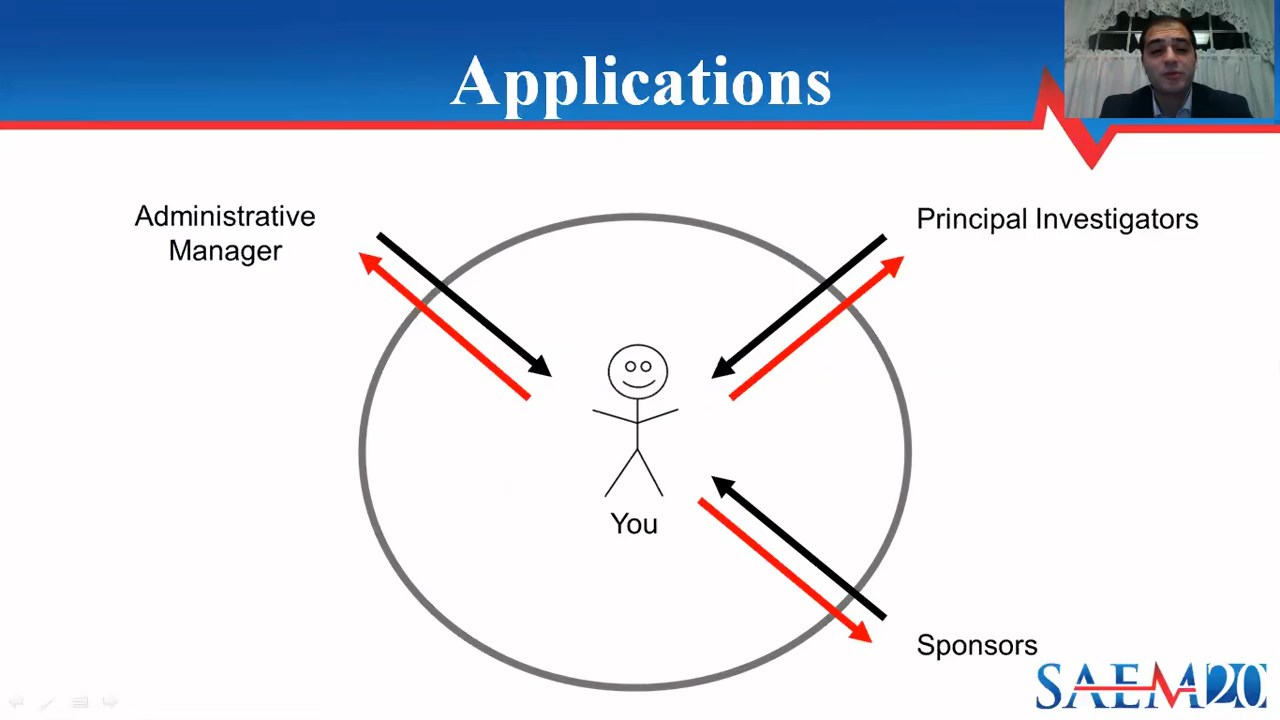 Applications
Administrative
Manager
Principal Investigators
You
Sponsors
SAEM20